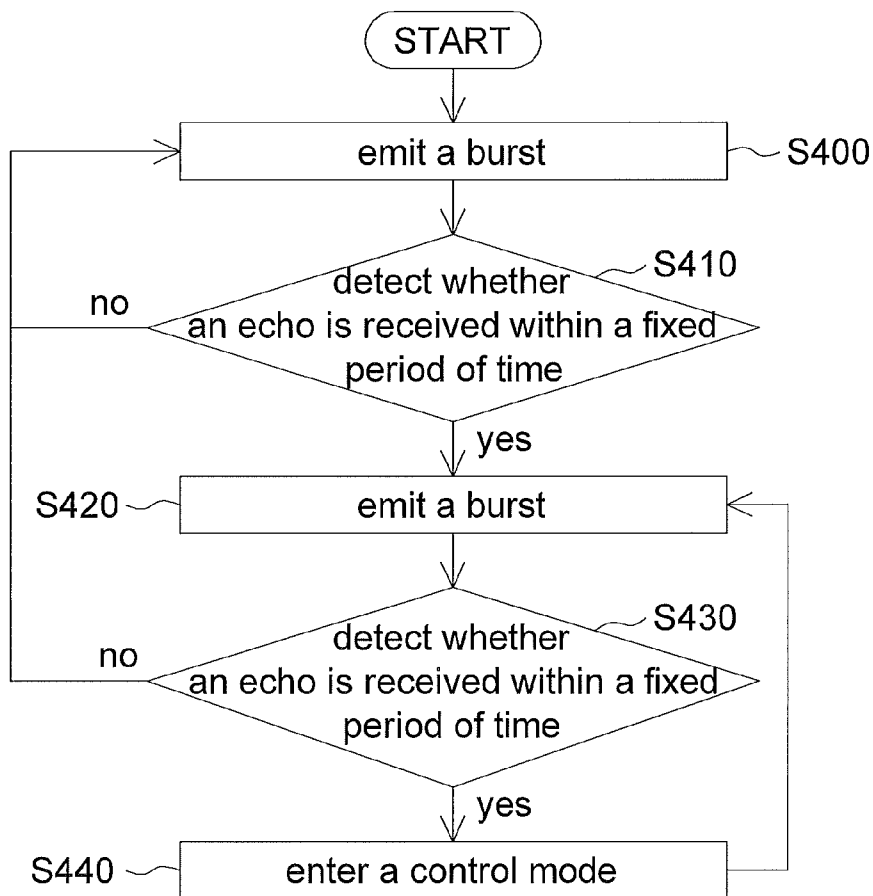 START
emit a burst
S400
S410
detect whether
an echo is received within a fixed
period of time
no
yes
S420
emit a burst
S430
detect whether
an echo is received within a fixed
period of time
no
yes
S440
enter a control mode